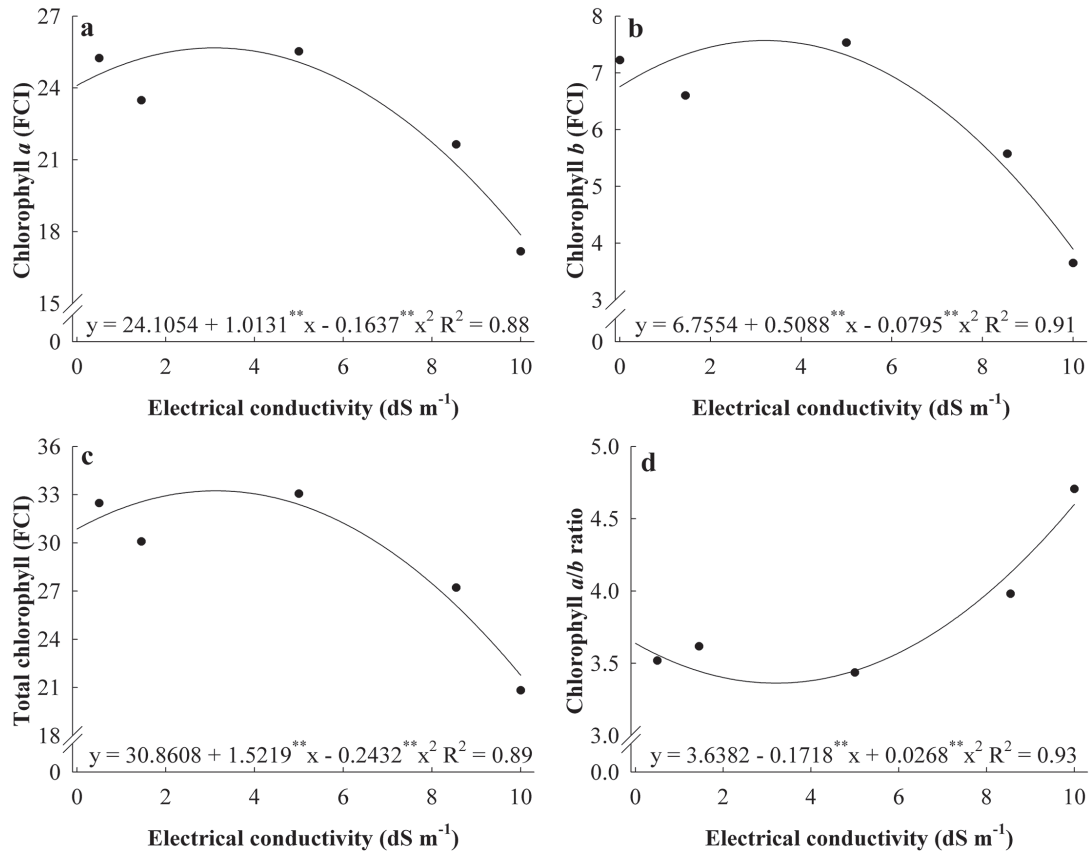 a
Chlorophyll a (FCI)
27
24
21
18
15
0
y = 24.1054 + 1.0131**x - 0.1637**x² R² = 0.88
0 2 4 6 8 10
Electrical conductivity (dS m⁻¹)
b
Chlorophyll b (FCI)
8
7
6
5
4
3
0
y = 6.7554 + 0.5088**x - 0.0795**x² R² = 0.91
0 2 4 6 8 10
Electrical conductivity (dS m⁻¹)
c
Total chlorophyll (FCI)
36
33
30
27
24
21
18
0
y = 30.8608 + 1.5219**x - 0.2432**x² R² = 0.89
0 2 4 6 8 10
Electrical conductivity (dS m⁻¹)
d
Chlorophyll a/b ratio
5.0
4.5
4.0
3.5
3.0
0.0
y = 3.6382 - 0.1718**x + 0.0268**x² R² = 0.93
0 2 4 6 8 10
Electrical conductivity (dS m⁻¹)